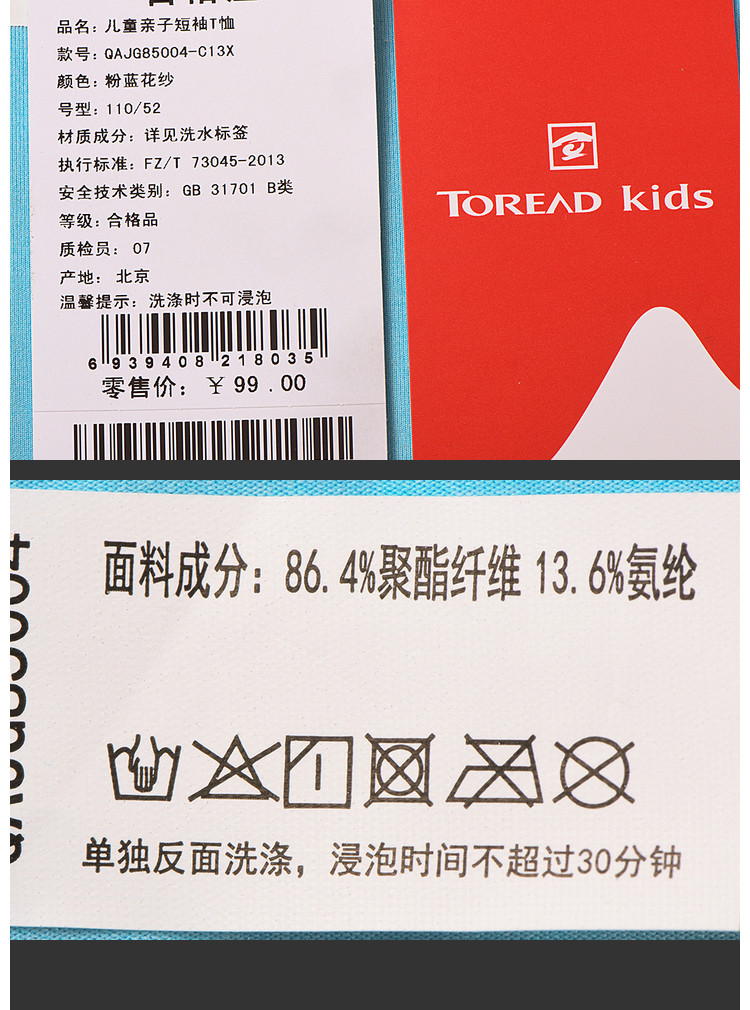 品名: 儿童亲子短袖T恤
款号: QAJG85004-C13X
颜色: 粉蓝花纱
号型: 110/52
材质成分: 详见洗水标签
执行标准: FZ/T 73045-2013
安全技术类别: GB 31701 B类
等级: 合格品
质检员: 07
产地: 北京
温馨提示: 洗涤时不可浸泡
6 939408 218035
零售价: ¥ 99.00
TOREAD kids
面料成分: 86.4%聚酯纤维 13.6%氨纶
单独反面洗涤，浸泡时间不超过30分钟